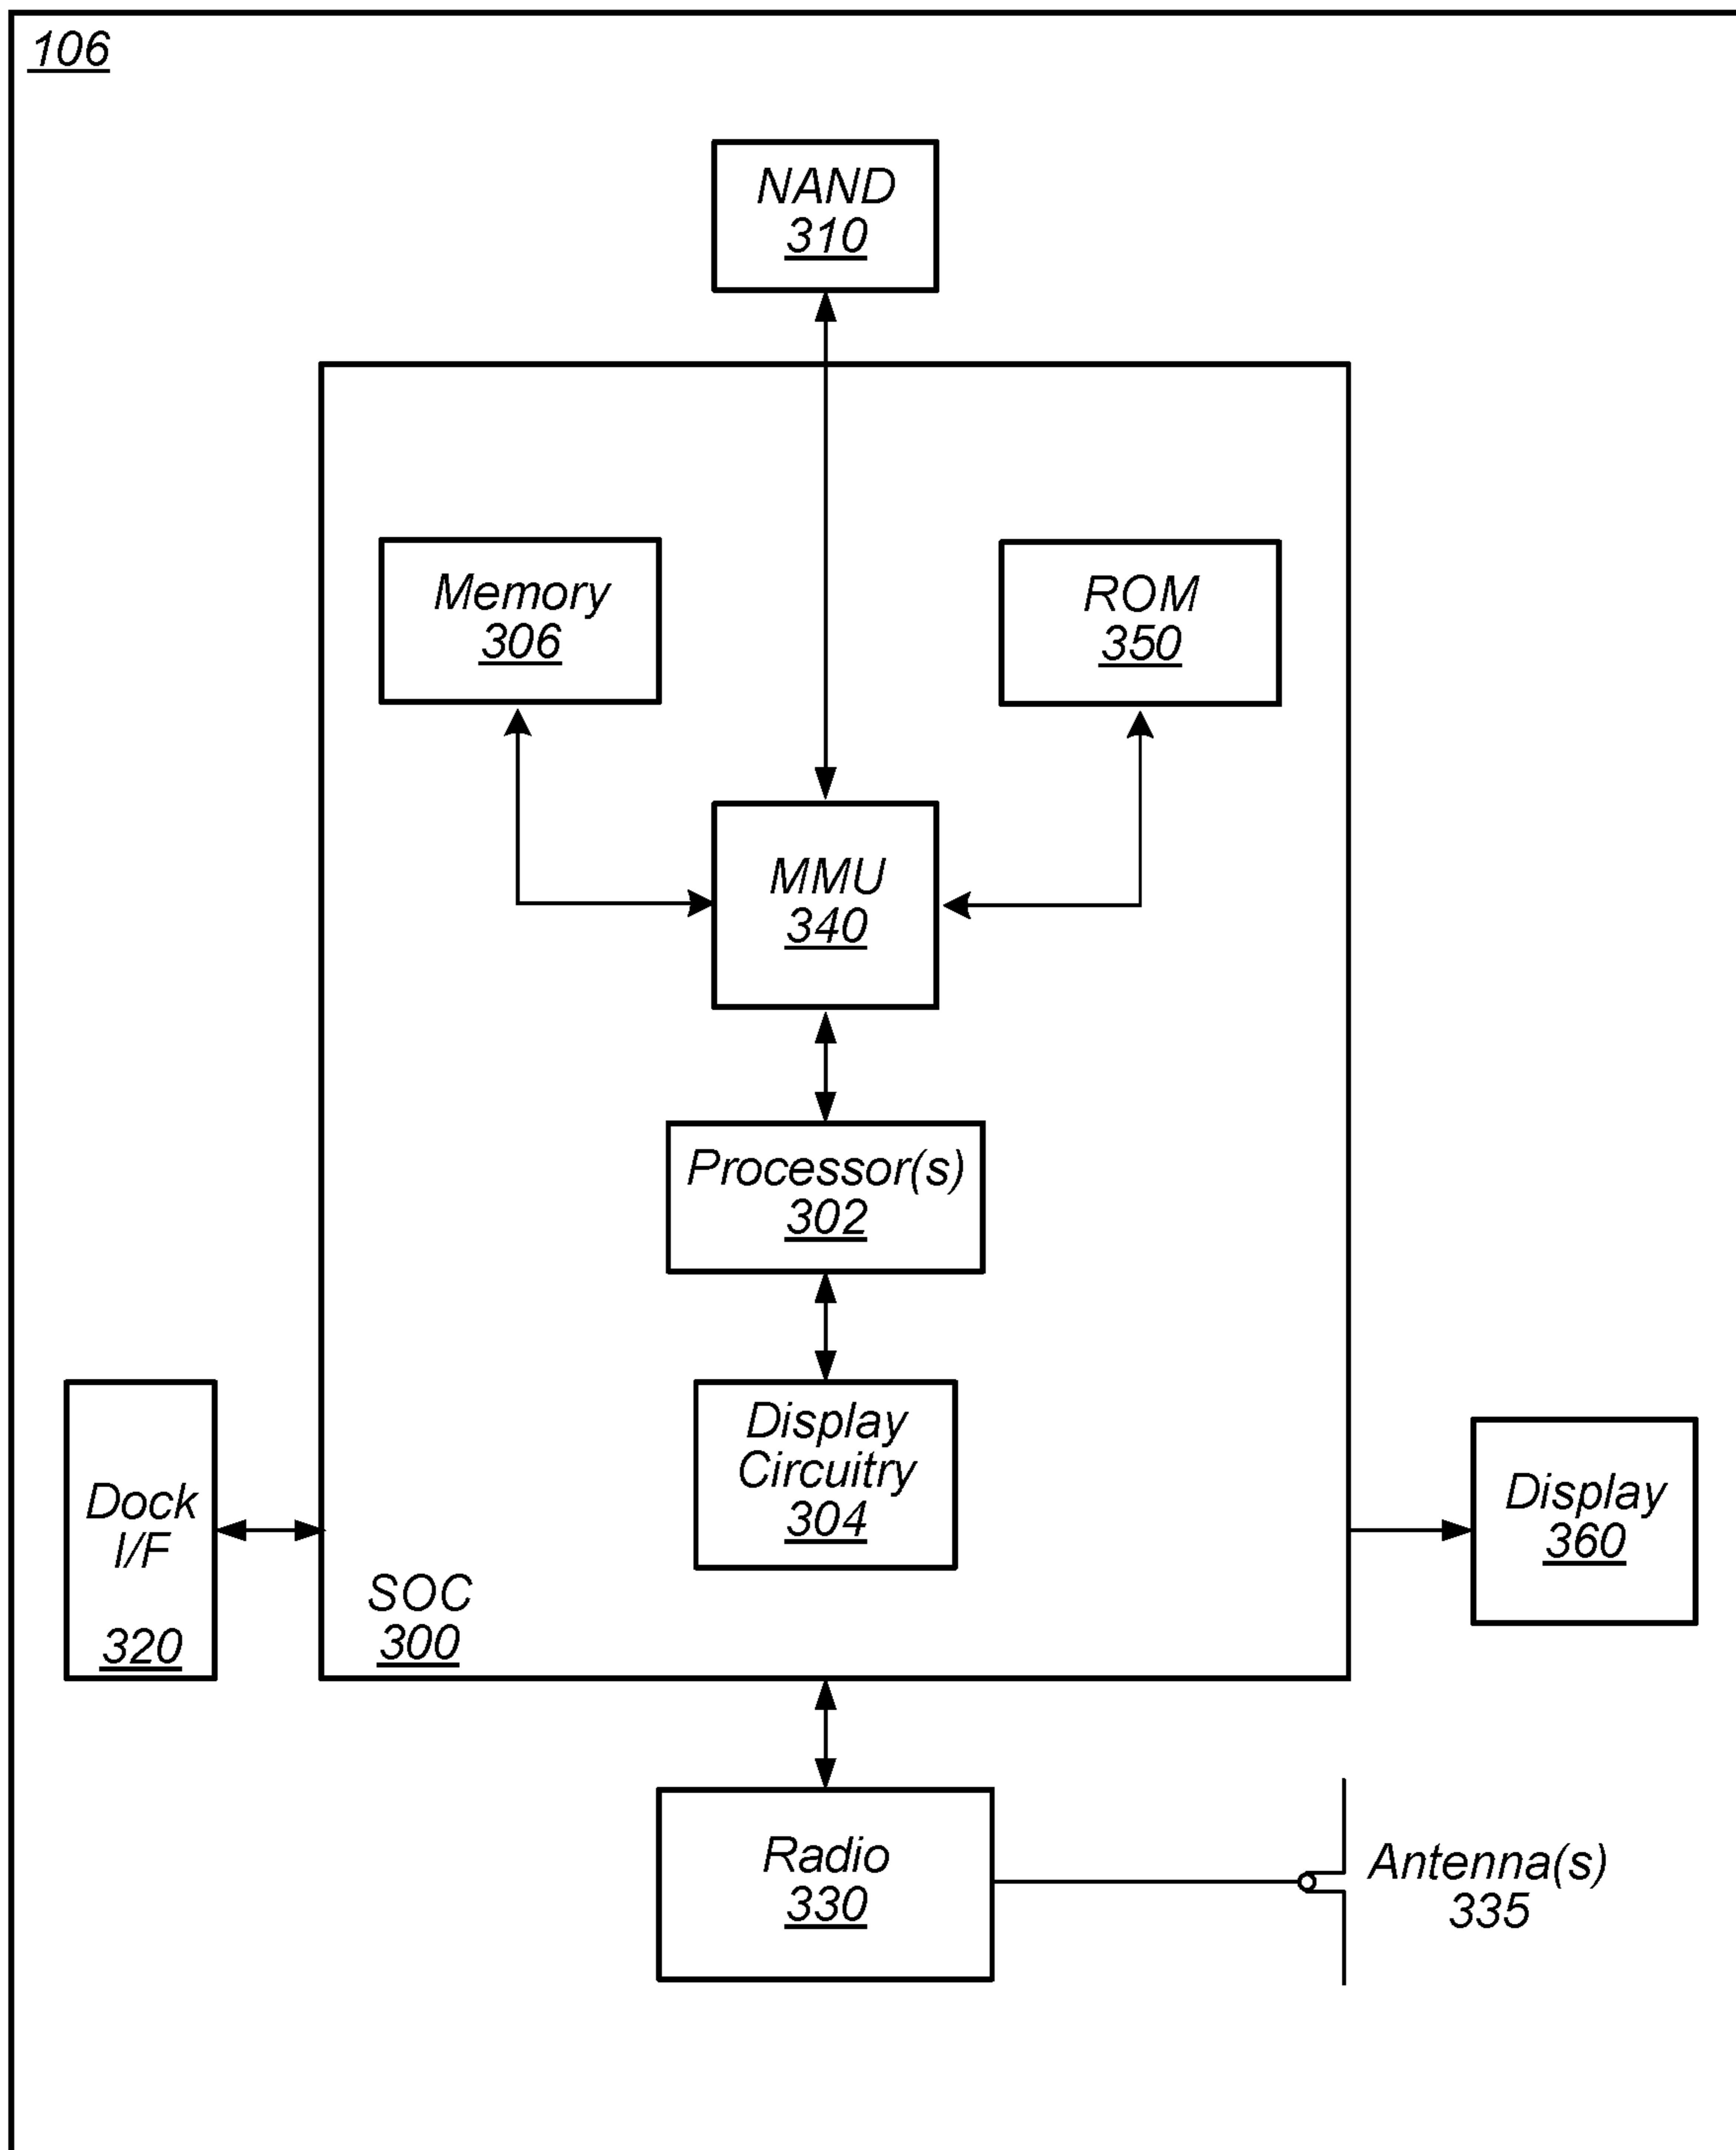 106
NAND
310
Memory
306
ROM
350
MMU
340
Processor(s)
302
Display
Circuitry
304
Dock
I/F
320
SOC
300
Display
360
Radio
330
Antenna(s)
335